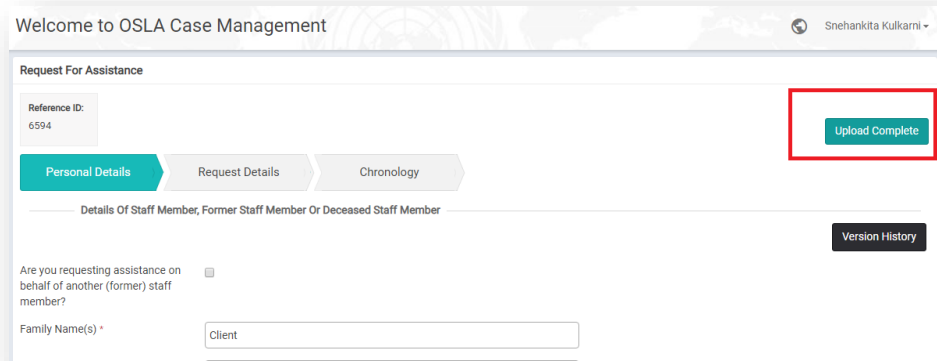 Welcome to OSLA Case Management
Snehankita Kulkarni
Request For Assistance
Reference ID:
6594
Upload Complete
Personal Details
Request Details
Chronology
Details Of Staff Member, Former Staff Member Or Deceased Staff Member
Version History
Are you requesting assistance on
behalf of another (former) staff
member?
Family Name(s) *
Client